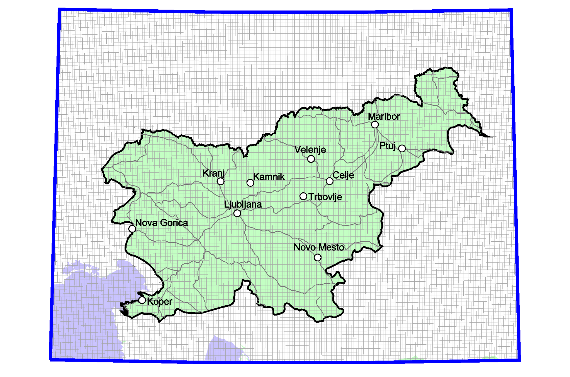 Maribor
Ptuj
Velenje
Kranj
Kamnik
Celje
Trbovlje
Ljubljana
Nova Gorica
Novo Mesto
Koper